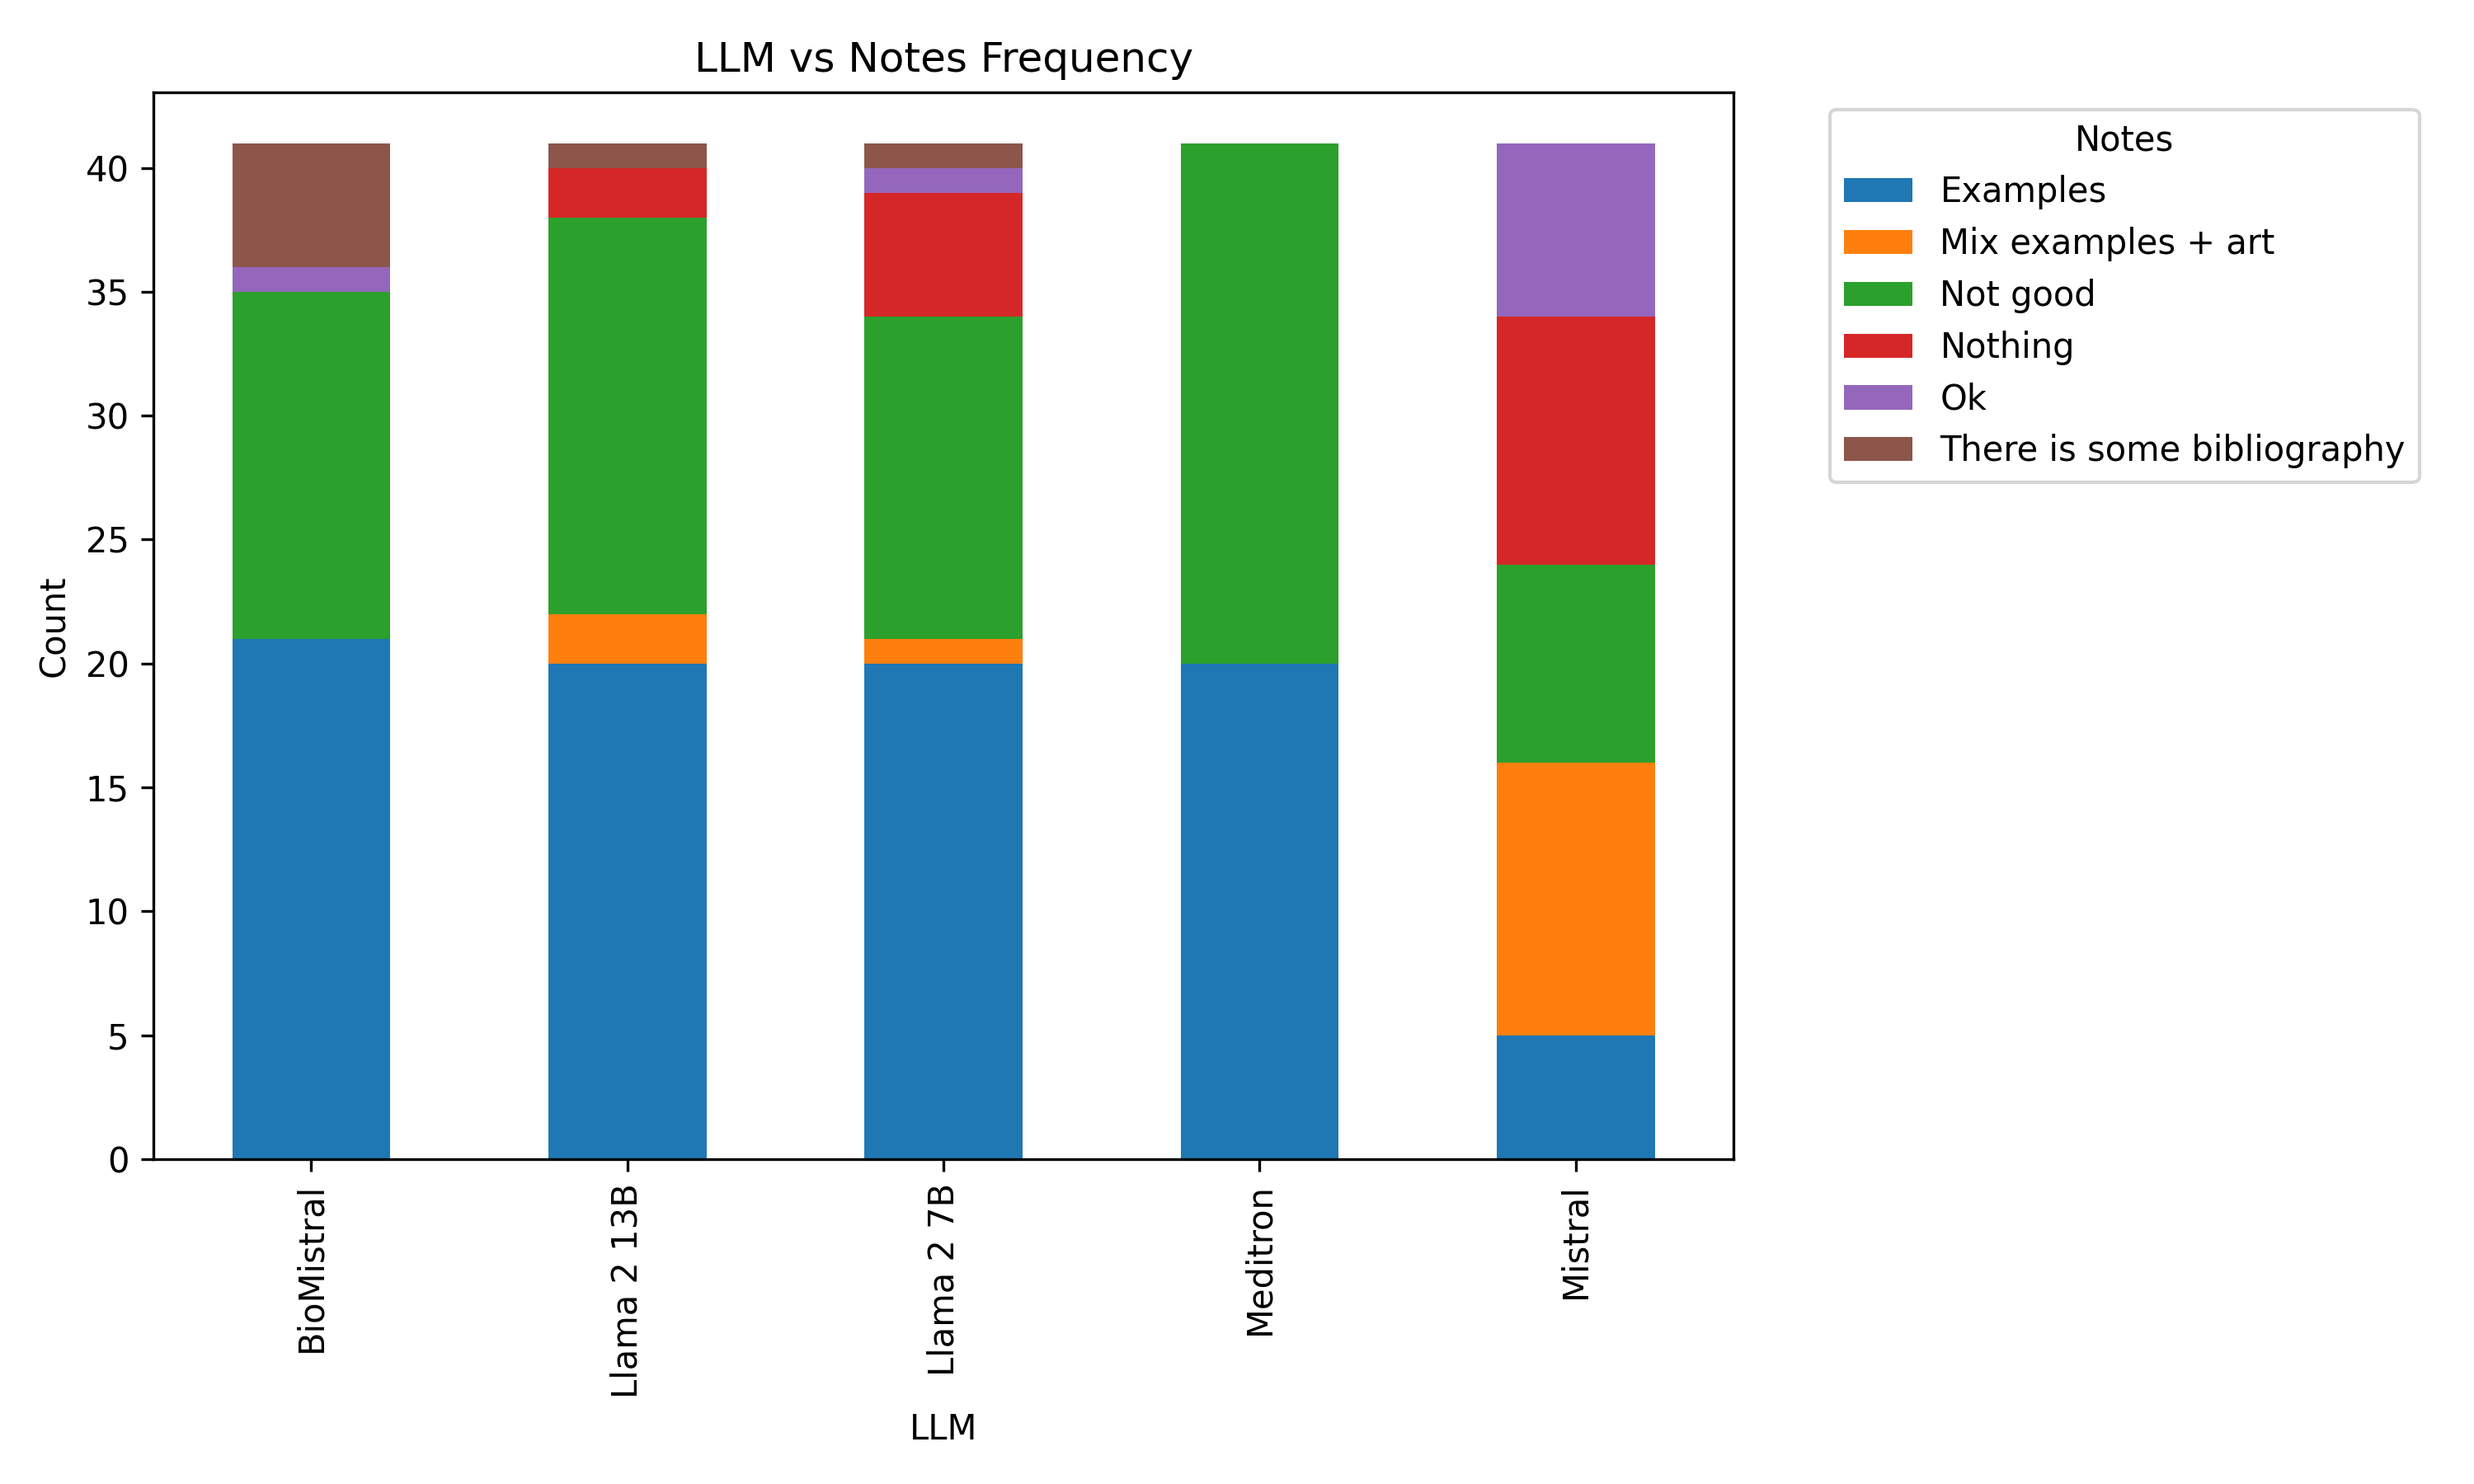 LLM vs Notes Frequency
Notes
Examples
Mix examples + art
Not good
Nothing
Ok
There is some bibliography
Count
40
35
30
25
20
15
10
5
0
BioMistral
Llama 2 13B
Llama 2 7B
Meditron
Mistral
LLM